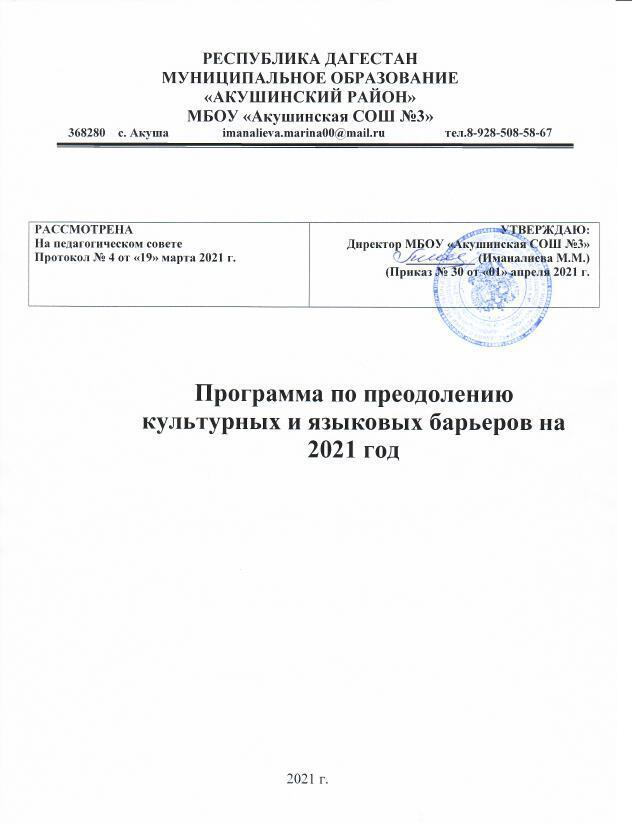 РЕСПУБЛИКА ДАГЕСТАН
МУНИЦИПАЛЬНОЕ ОБРАЗОВАНИЕ
«АКУШИНСКИЙ РАЙОН»
МБОУ «Акушинская СОШ №3»
368280 с. Акуша imanalieva.marina00@mail.ru тел.8-928-508-58-67
РАССМОТРЕНА
На педагогическом совете
Протокол № 4 от «19» марта 2021 г.
УТВЕРЖДАЮ:
Директор МБОУ «Акушинская СОШ №3»
(Иманалиева М.М.)
(Приказ № 30 от «01» апреля 2021 г.
Программа по преодолению
культурных и языковых барьеров на
2021 год
2021 г.